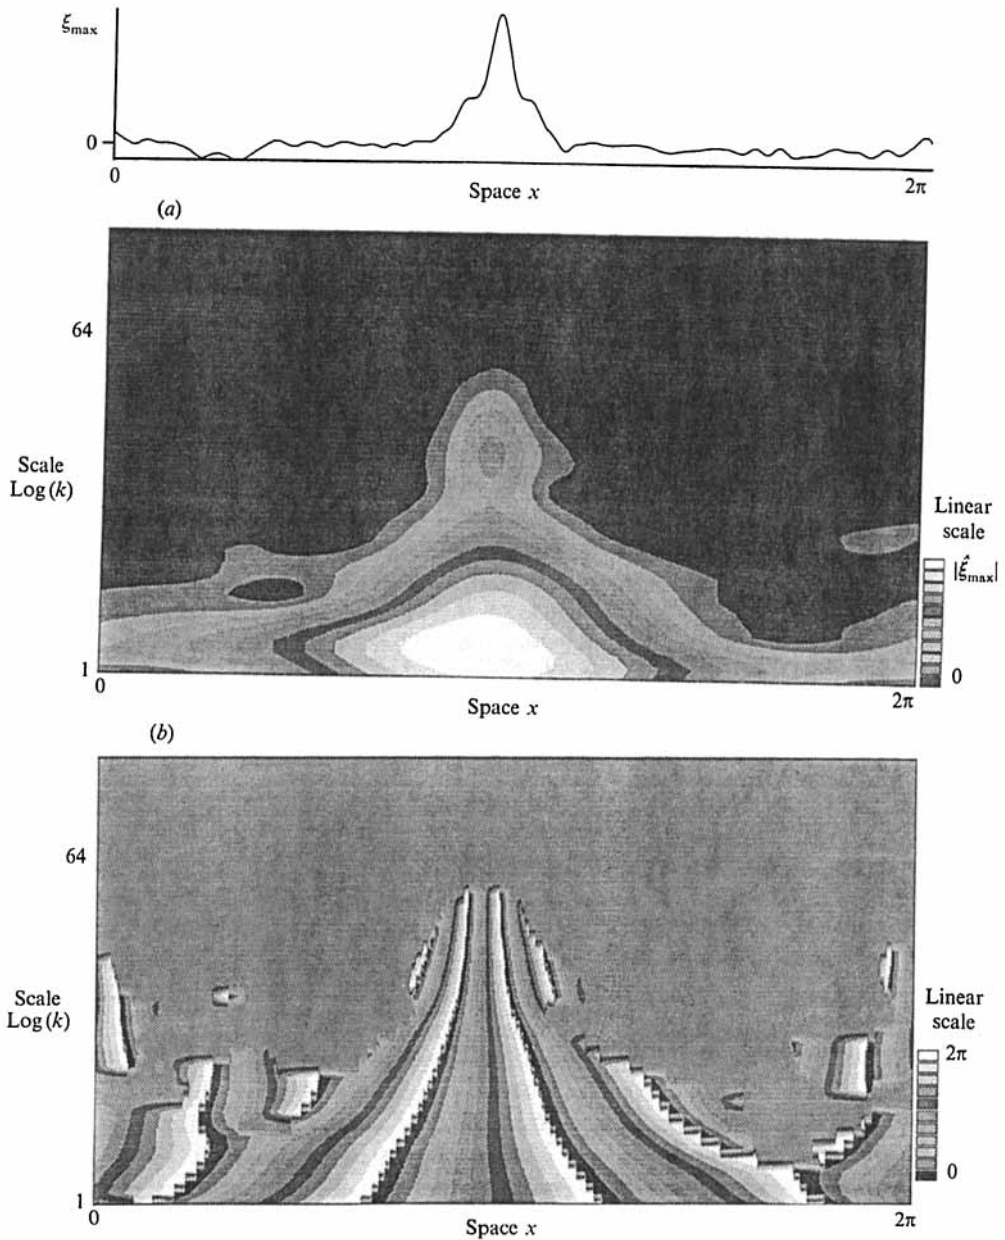 ξmax
0
0
2π
Space x
(a)
64
Scale
Log (k)
1
0
2π
Space x
Linear
scale
|ξ̂max|
0
(b)
64
Scale
Log (k)
1
0
2π
Space x
Linear
scale
2π
0